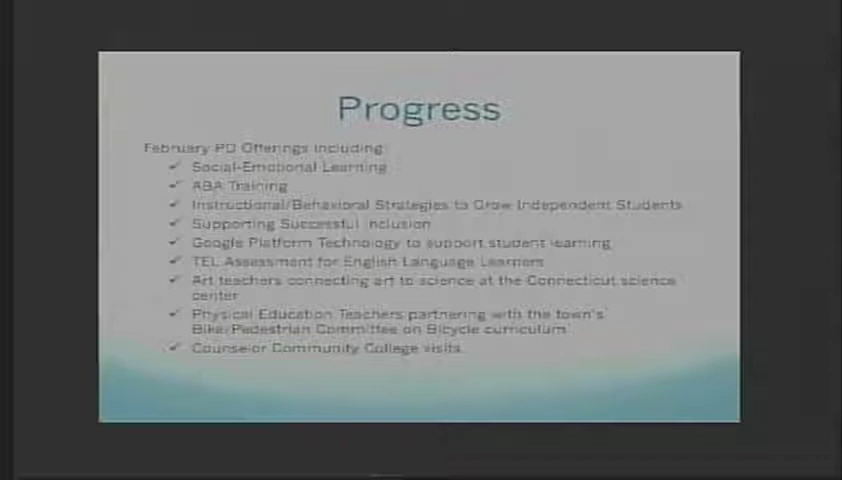 Progress
February PD Offerings including:
✓ Social-Emotional Learning
✓ ABA Training
✓ Instructional/Behavioral Strategies to Grow Independent Students
✓ Supporting Successful Inclusion
✓ Google Platform Technology to support student learning
✓ TEL Assessment for English Language Learners
✓ Art teachers connecting art to science at the Connecticut science
center
✓ Physical Education Teachers partnering with the town's
Bike/Pedestrian Committee on Bicycle curriculum
✓ Counselor Community College visits